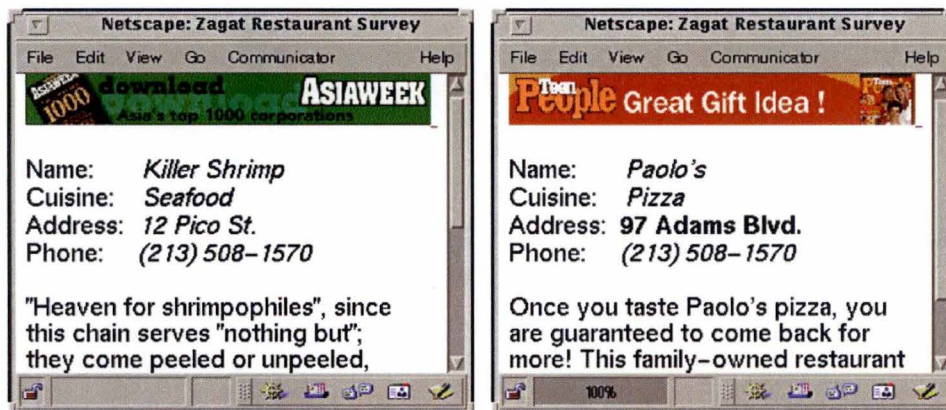 Netscape: Zagat Restaurant Survey
File Edit View Go Communicator Help
ASIAWEEK 1000 download ASIAWEEK
Asia's top 1000 corporations
Name: Killer Shrimp
Cuisine: Seafood
Address: 12 Pico St.
Phone: (213) 508-1570
"Heaven for shrimpophiles", since
this chain serves "nothing but";
they come peeled or unpeeled,
Netscape: Zagat Restaurant Survey
File Edit View Go Communicator Help
Teen People Great Gift Idea !
Name: Paolo's
Cuisine: Pizza
Address: 97 Adams Blvd.
Phone: (213) 508-1570
Once you taste Paolo's pizza, you
are guaranteed to come back for
more! This family-owned restaurant
100%